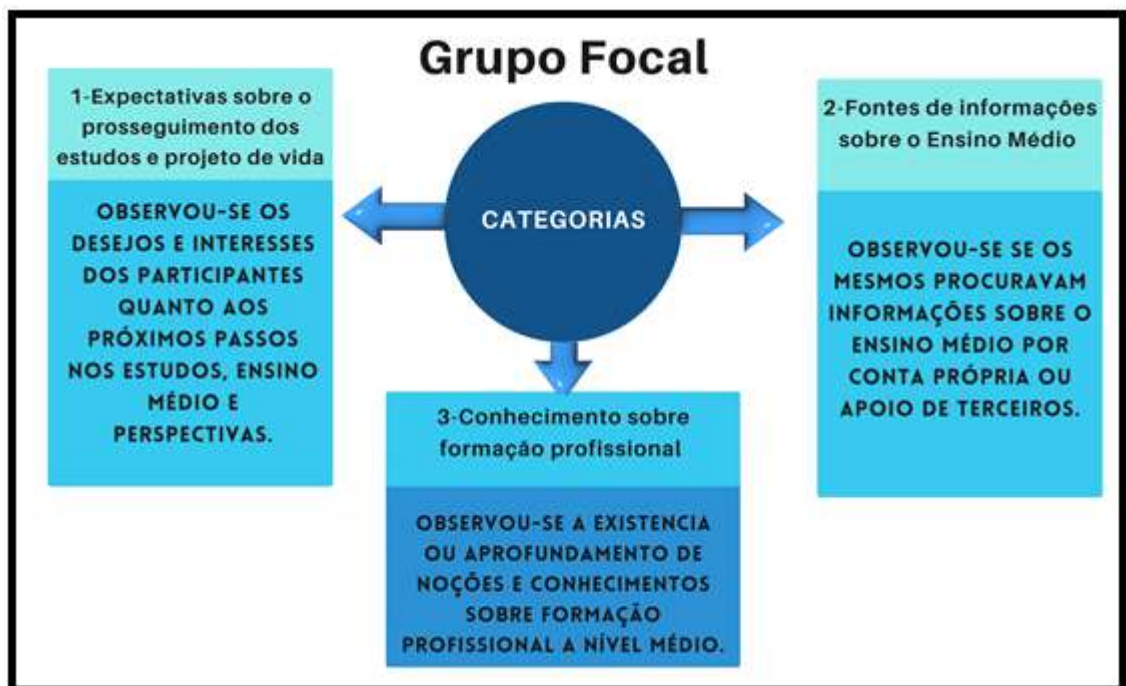 Grupo Focal
1-Expectativas sobre o
prosseguimento dos
estudos e projeto de vida
OBSERVOU-SE OS
DESEJOS E INTERESSES
DOS PARTICIPANTES
QUANTO AOS
PRÓXIMOS PASSOS
NOS ESTUDOS, ENSINO
MÉDIO E
PERSPECTIVAS.
CATEGORIAS
2-Fontes de informações
sobre o Ensino Médio
OBSERVOU-SE SE OS
MESMOS PROCURAVAM
INFORMAÇÕES SOBRE O
ENSINO MÉDIO POR
CONTA PRÓPRIA OU
APOIO DE TERCEIROS.
3-Conhecimento sobre
formação profissional
OBSERVOU-SE A EXISTENCIA
OU APROFUNDAMENTO DE
NOÇÕES E CONHECIMENTOS
SOBRE FORMAÇÃO
PROFISSIONAL A NÍVEL MÉDIO.